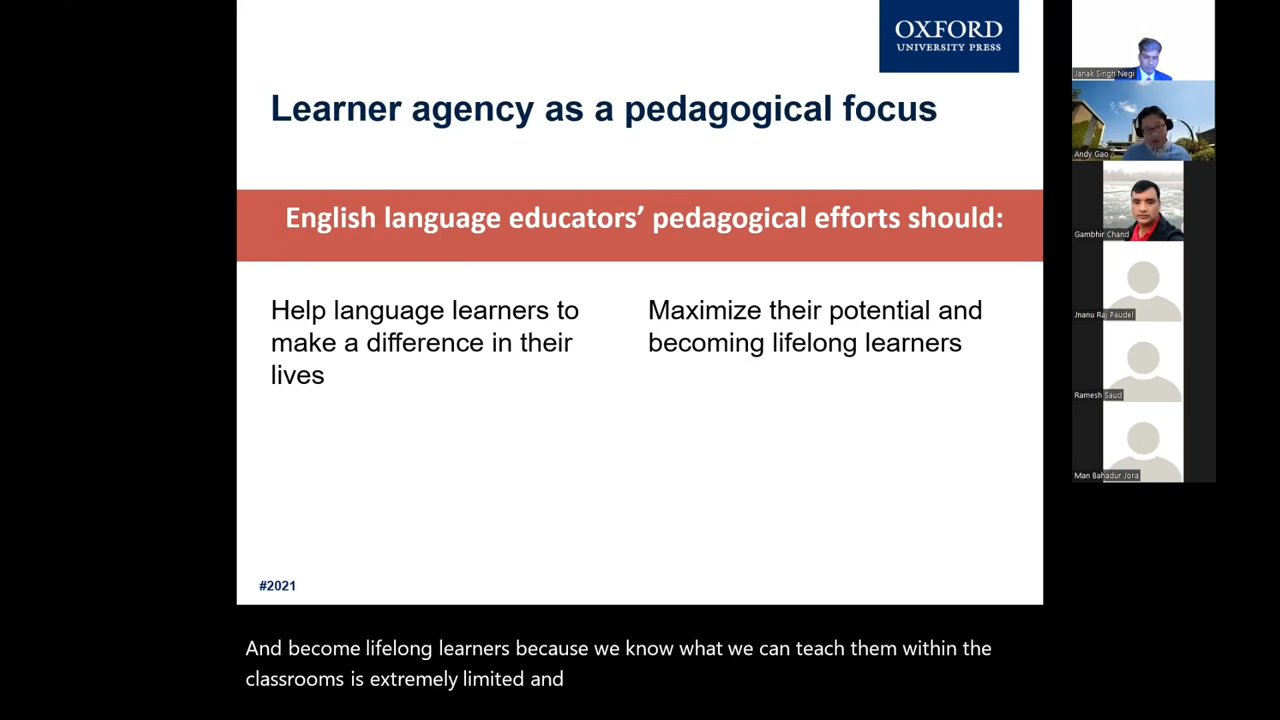 OXFORD
UNIVERSITY PRESS
Learner agency as a pedagogical focus
English language educators’ pedagogical efforts should:
Help language learners to
make a difference in their
lives
Maximize their potential and
becoming lifelong learners
#2021
And become lifelong learners because we know what we can teach them within the
classrooms is extremely limited and
Janak Singh Negi
Andy Gao
Gambhir Chand
Jnanu Raj Paudel
Ramesh Saud
Man Bahadur Jora